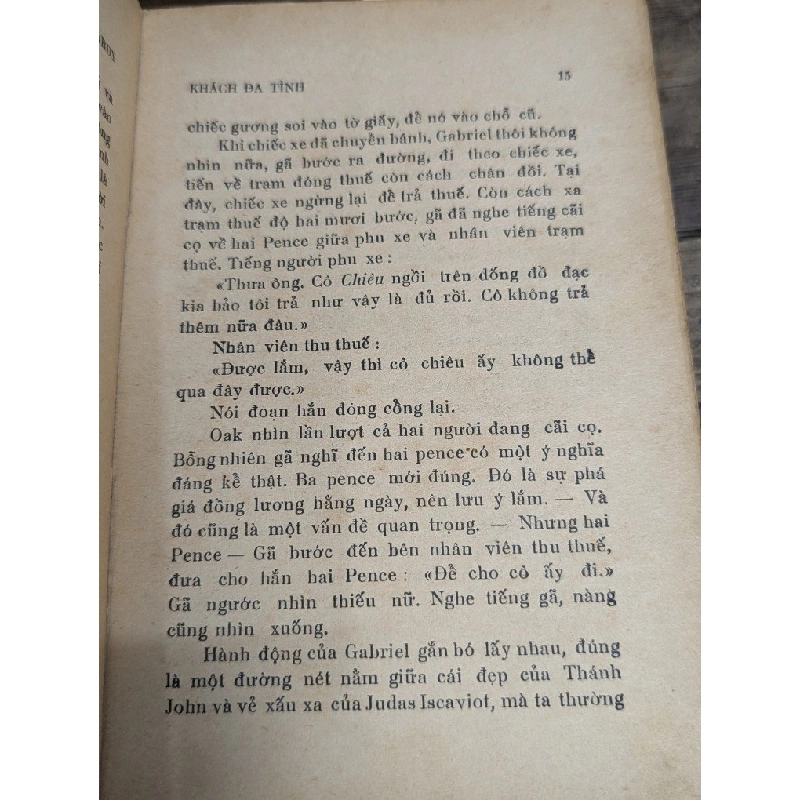 KHÁCH ĐA TÌNH 15
chiếc gương soi vào tờ giấy, đề nó vào chỗ cũ.
Khi chiếc xe đã chuyền bánh, Gabriel thôi không
nhìn nữa, gã bước ra đường, đi theo chiếc xe,
tiến về trạm đóng thuế còn cách chân đồi. Tại
đây, chiếc xe ngừng lại đề trả thuế. Còn cách xa
trạm thuế độ hai mươi bước, gã đã nghe tiếng cãi
cọ về hai Pence giữa phu xe và nhân viên trạm
thuế. Tiếng người phu xe :
«Thưa ông. Cô Chiêu ngồi trên đống đồ đạc
kia bảo tôi trả như vậy là đủ rồi. Cô không trả
thêm nữa đâu.»
Nhân viên thu thuế :
«Được lắm, vậy thì cô chiêu ấy không thề
qua đây được.»
Nói đoạn hắn đóng cồng lại.
Oak nhìn lần lượt cả hai người đang cãi cọ.
Bỗng nhiên gã nghĩ đến hai pence có một ý nghĩa
đáng kề thật. Ba pence mới đúng. Đó là sự phá
giá đồng lương hằng ngày, nên lưu ý lắm. — Và
đó cũng là một vấn đề quan trọng. — Nhưng hai
Pence — Gã bước đến bên nhân viên thu thuế,
đưa cho hắn hai Pence : «Đề cho cô ấy đi.»
Gã ngước nhìn thiếu nữ. Nghe tiếng gã, nàng
cũng nhìn xuống.
Hành động của Gabriel gắn bó lấy nhau, đúng
là một đường nét nằm giữa cái đẹp của Thánh
John và vẻ xấu xa của Judas Iscaviot, mà ta thường